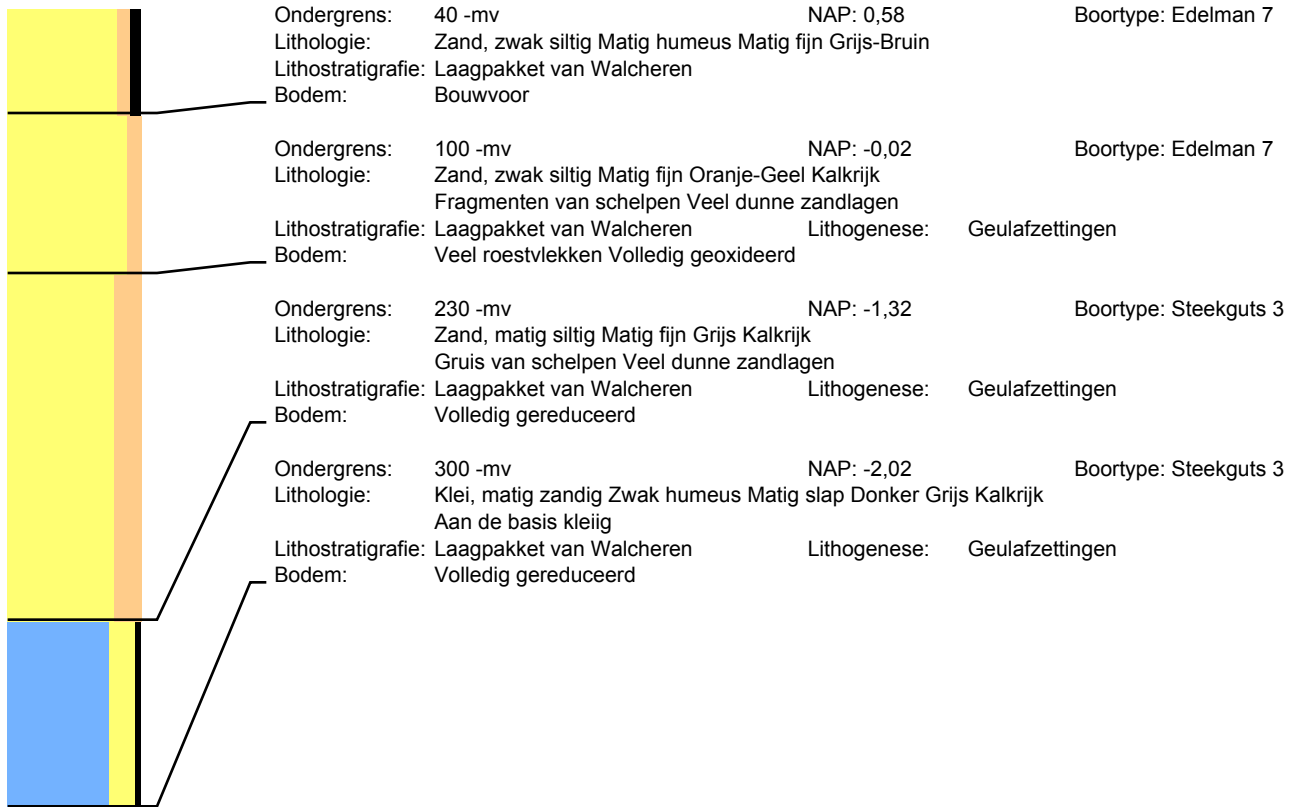 Ondergrens: 40 -mv NAP: 0,58 Boortype: Edelman 7
Lithologie: Zand, zwak siltig Matig humeus Matig fijn Grijs-Bruin
Lithostratigrafie: Laagpakket van Walcheren
Bodem: Bouwvoor
Ondergrens: 100 -mv NAP: -0,02 Boortype: Edelman 7
Lithologie: Zand, zwak siltig Matig fijn Oranje-Geel Kalkrijk
Fragmenten van schelpen Veel dunne zandlagen
Lithostratigrafie: Laagpakket van Walcheren Lithogenese: Geulafzettingen
Bodem: Veel roestvlekken Volledig geoxideerd
Ondergrens: 230 -mv NAP: -1,32 Boortype: Steekguts 3
Lithologie: Zand, matig siltig Matig fijn Grijs Kalkrijk
Gruis van schelpen Veel dunne zandlagen
Lithostratigrafie: Laagpakket van Walcheren Lithogenese: Geulafzettingen
Bodem: Volledig gereduceerd
Ondergrens: 300 -mv NAP: -2,02 Boortype: Steekguts 3
Lithologie: Klei, matig zandig Zwak humeus Matig slap Donker Grijs Kalkrijk
Aan de basis kleiig
Lithostratigrafie: Laagpakket van Walcheren Lithogenese: Geulafzettingen
Bodem: Volledig gereduceerd